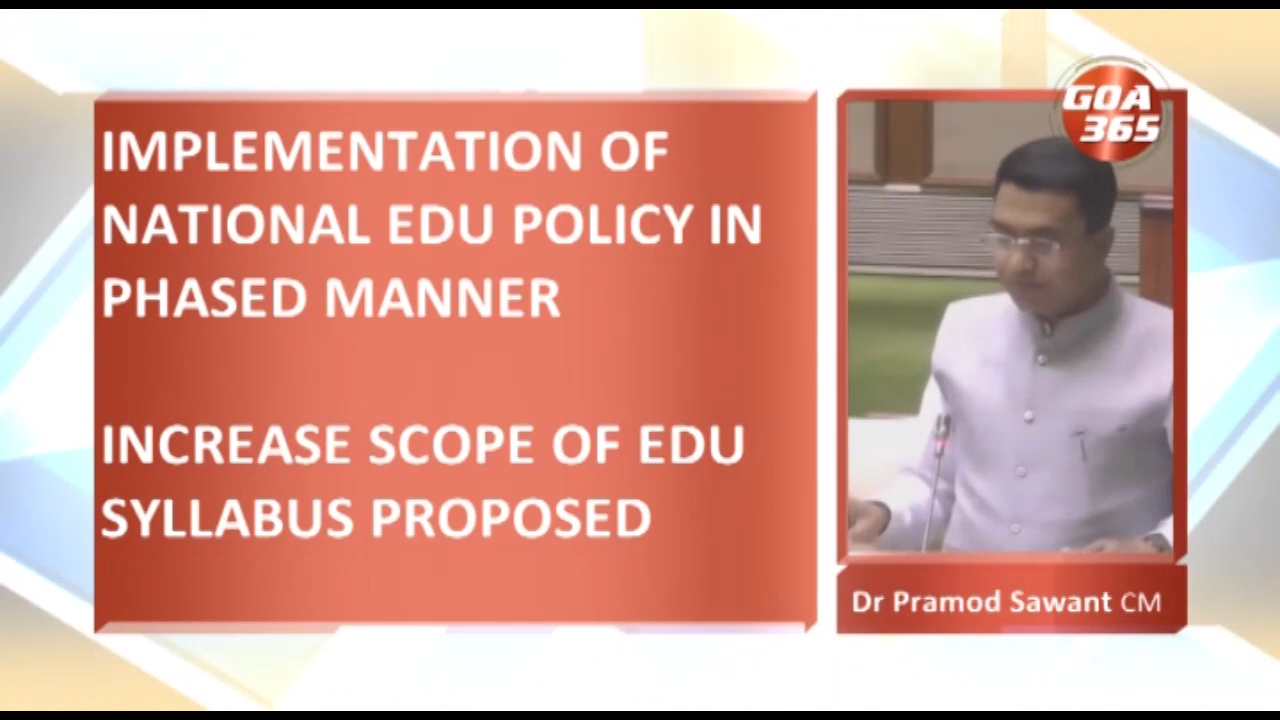 IMPLEMENTATION OF
NATIONAL EDU POLICY IN
PHASED MANNER
INCREASE SCOPE OF EDU
SYLLABUS PROPOSED
GOA
365
Dr Pramod Sawant CM